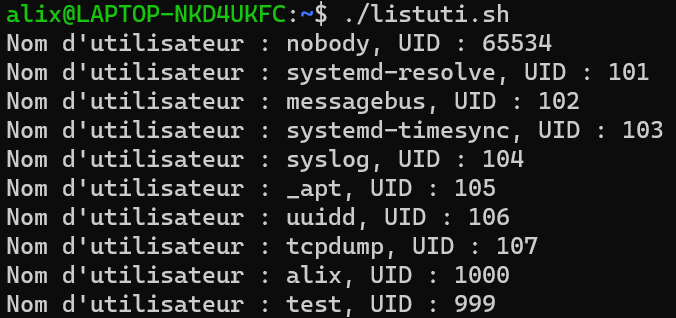 alix@LAPTOP-NKD4UKFC:~$ ./listuti.sh
Nom d'utilisateur : nobody, UID : 65534
Nom d'utilisateur : systemd-resolve, UID : 101
Nom d'utilisateur : messagebus, UID : 102
Nom d'utilisateur : systemd-timesync, UID : 103
Nom d'utilisateur : syslog, UID : 104
Nom d'utilisateur : _apt, UID : 105
Nom d'utilisateur : uuidd, UID : 106
Nom d'utilisateur : tcpdump, UID : 107
Nom d'utilisateur : alix, UID : 1000
Nom d'utilisateur : test, UID : 999